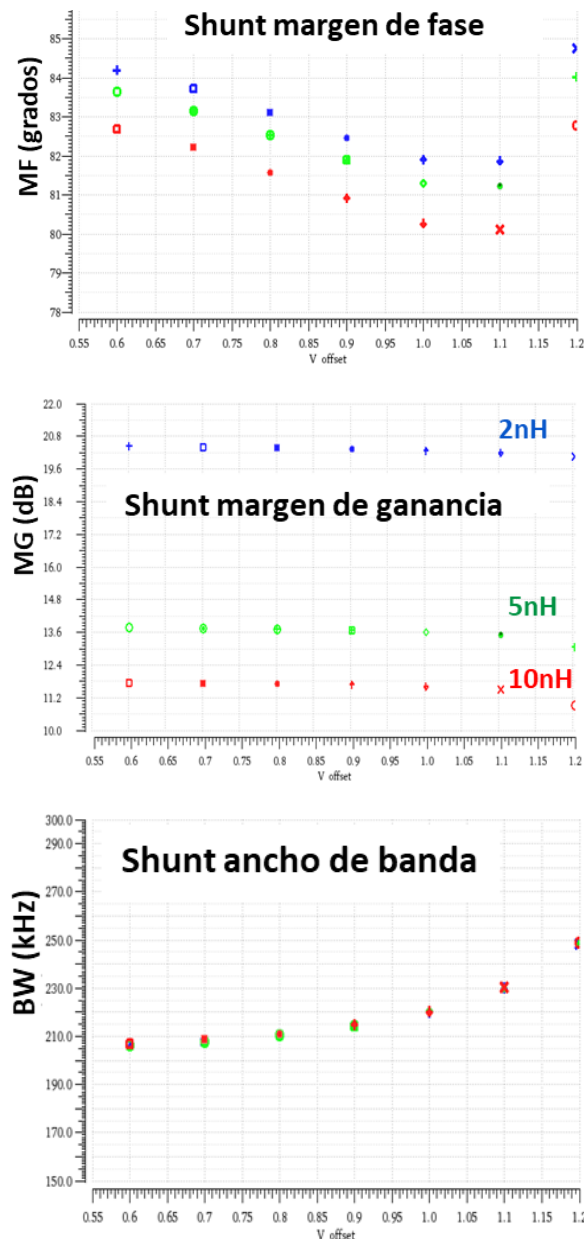 Shunt margen de fase
MF (grados)
85
84
83
82
81
80
79
78
0.55 0.6 0.65 0.7 0.75 0.8 0.85 0.9 0.95 1.0 1.05 1.1 1.15 1.2
V offset
22.0
20.8
19.6
18.4
17.2
16.0
14.8
13.6
12.4
11.2
10.0
MG (dB)
2nH
Shunt margen de ganancia
5nH
10nH
0.55 0.6 0.65 0.7 0.75 0.8 0.85 0.9 0.95 1.0 1.05 1.1 1.15 1.2
V offset
300.0
290.0
270.0
250.0
230.0
210.0
190.0
170.0
150.0
Shunt ancho de banda
BW (kHz)
0.55 0.6 0.65 0.7 0.75 0.8 0.85 0.9 0.95 1.0 1.05 1.1 1.15 1.2
V offset